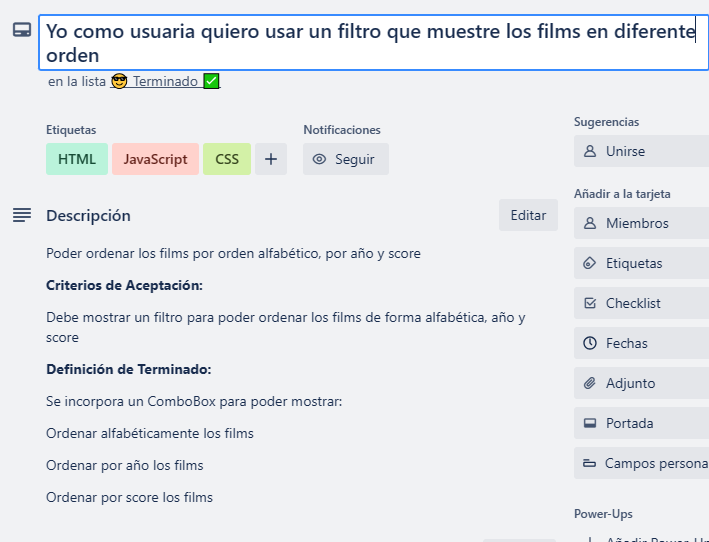 Yo como usuaria quiero usar un filtro que muestre los films en diferente
orden
en la lista 😎 Terminado ✅
Etiquetas
HTML
JavaScript
CSS
+
Notificaciones
Seguir
Descripción
Editar
Poder ordenar los films por orden alfabético, por año y score
Criterios de Aceptación:
Debe mostrar un filtro para poder ordenar los films de forma alfabética, año y
score
Definición de Terminado:
Se incorpora un ComboBox para poder mostrar:
Ordenar alfabéticamente los films
Ordenar por año los films
Ordenar por score los films
Sugerencias
Unirse
Añadir a la tarjeta
Miembros
Etiquetas
Checklist
Fechas
Adjunto
Portada
Campos persona
Power-Ups
Añadir Power-Up